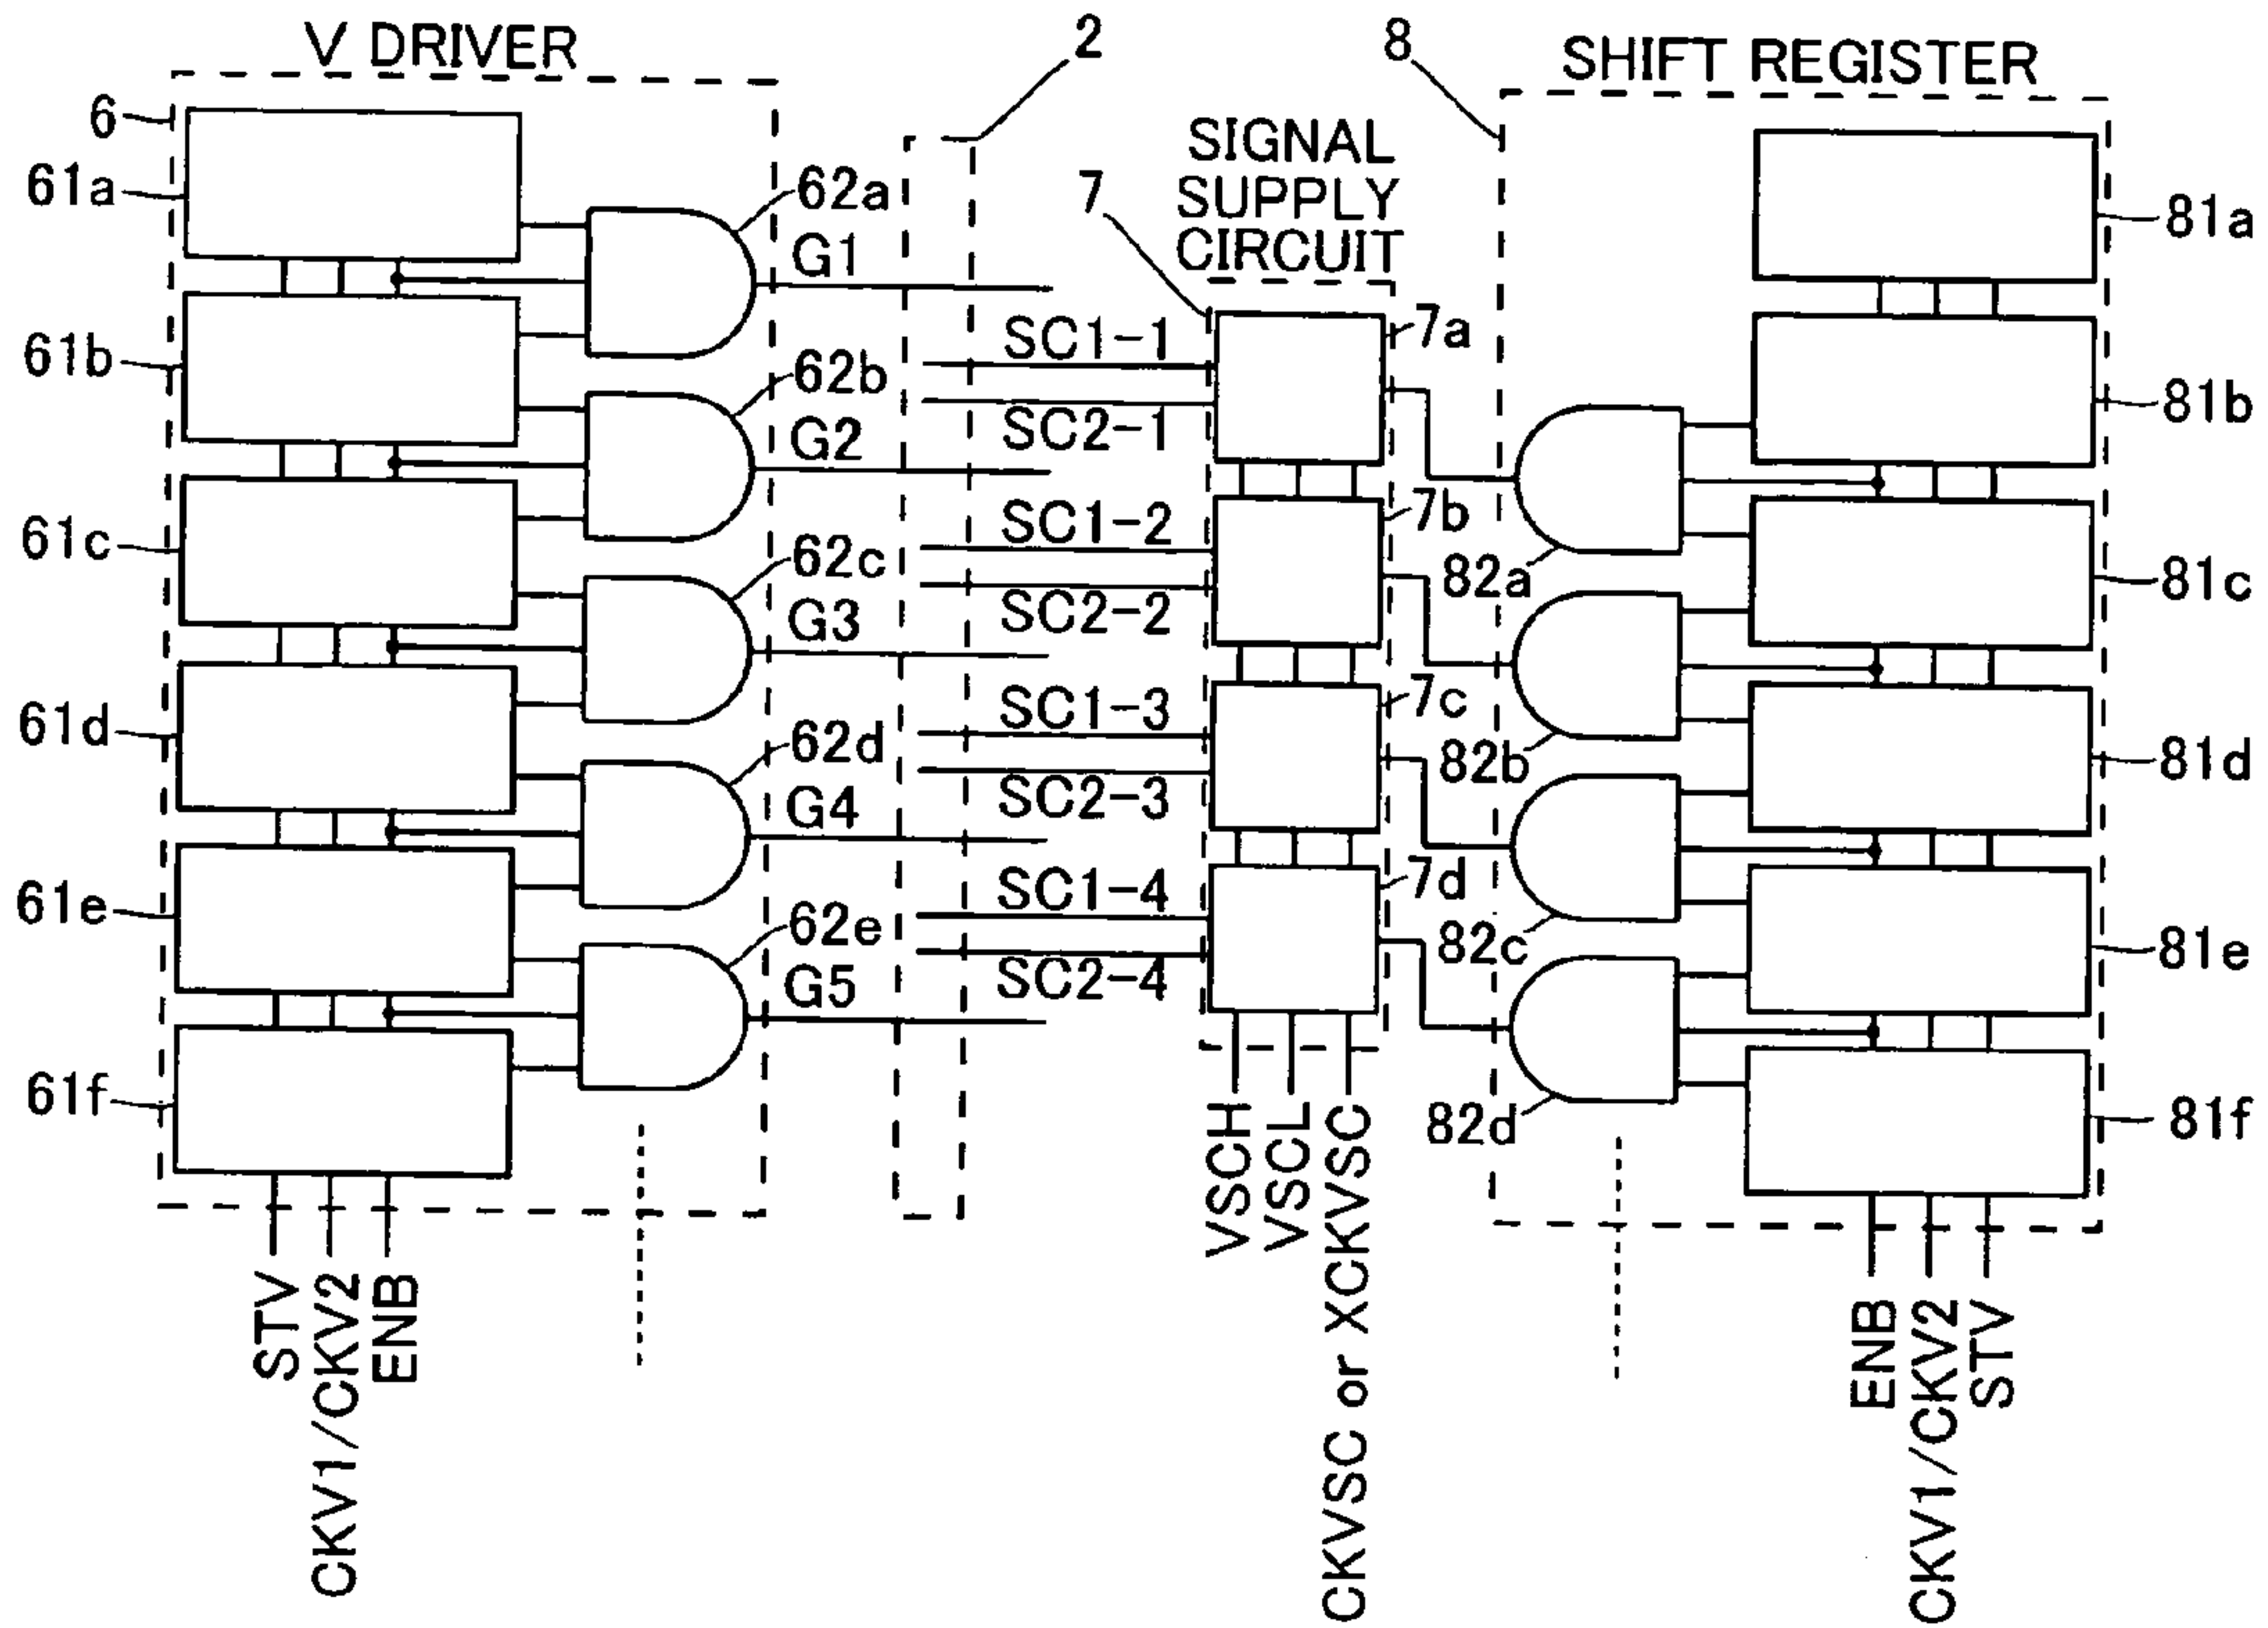 V DRIVER
2
8
SHIFT REGISTER
6
61a
62a
G1
61b
62b
G2
61c
62c
G3
61d
62d
G4
61e
62e
G5
61f
STV
CKV1/CKV2
ENB
SIGNAL
SUPPLY
CIRCUIT
7
SC1-1
7a
SC2-1
SC1-2
7b
SC2-2
SC1-3
7c
SC2-3
SC1-4
7d
SC2-4
VSCH
VSCL
CKVSC or XCKVSC
81a
81b
82a
81c
82b
81d
82c
81e
82d
81f
ENB
CKV1/CKV2
STV